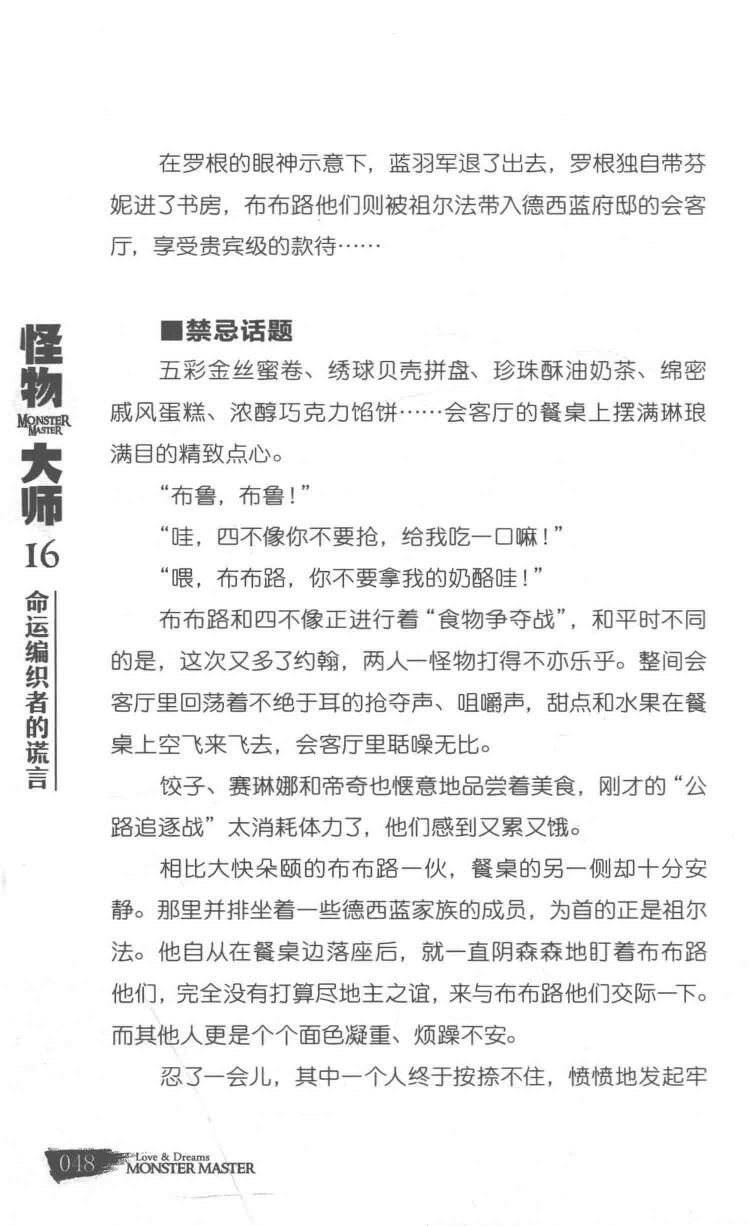 在罗根的眼神示意下，蓝羽军退了出去，罗根独自带芬
妮进了书房，布布路他们则被祖尔法带入德西蓝府邸的会客
厅，享受贵宾级的款待……
■禁忌话题
五彩金丝蜜卷、绣球贝壳拼盘、珍珠酥油奶茶、绵密
戚风蛋糕、浓醇巧克力馅饼……会客厅的餐桌上摆满琳琅
满目的精致点心。
“布鲁，布鲁！”
“哇，四不像你不要抢，给我吃一口嘛！”
“喂，布布路，你不要拿我的奶酪哇！”
布布路和四不像正进行着“食物争夺战”，和平时不同
的是，这次又多了约翰，两人一怪物打得不亦乐乎。整间会
客厅里回荡着不绝于耳的抢夺声、咀嚼声，甜点和水果在餐
桌上空飞来飞去，会客厅里聒噪无比。
饺子、赛琳娜和帝奇也惬意地品尝着美食，刚才的“公
路追逐战”太消耗体力了，他们感到又累又饿。
相比大快朵颐的布布路一伙，餐桌的另一侧却十分安
静。那里并排坐着一些德西蓝家族的成员，为首的正是祖尔
法。他自从在餐桌边落座后，就一直阴森森地盯着布布路
他们，完全没有打算尽地主之谊，来与布布路他们交际一下。
而其他人更是个个面色凝重、烦躁不安。
忍了一会儿，其中一个人终于按捺不住，愤愤地发起牢
怪物
MONSTER
MASTER
大师
16
命运编织者的谎言
048
Love & Dreams
MONSTER MASTER